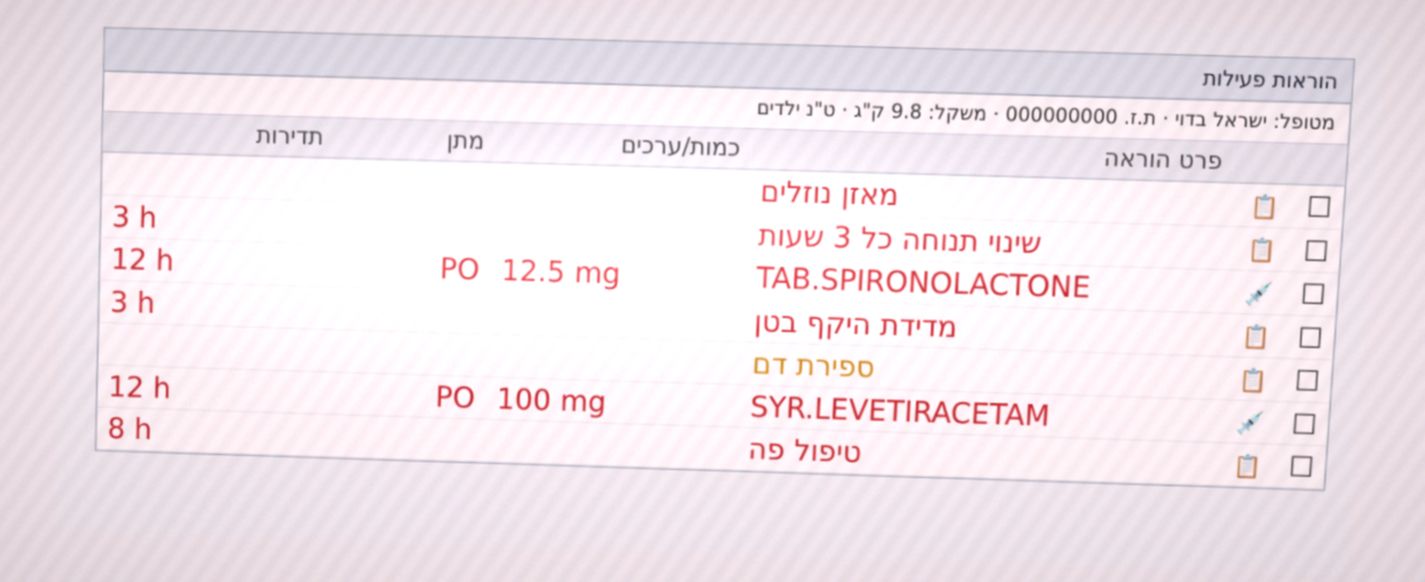 הוראות פעילות
מטופל: ישראל בדוי · ת.ז. 000000000 · משקל: 9.8 ק"ג · ט"נ ילדים
פרט הוראה כמות/ערכים מתן תדירות
מאזן נוזלים
שינוי תנוחה כל 3 שעות 3 h
TAB.SPIRONOLACTONE 12.5 mg PO 12 h
מדידת היקף בטן 3 h
ספירת דם
SYR.LEVETIRACETAM 100 mg PO 12 h
טיפול פה 8 h